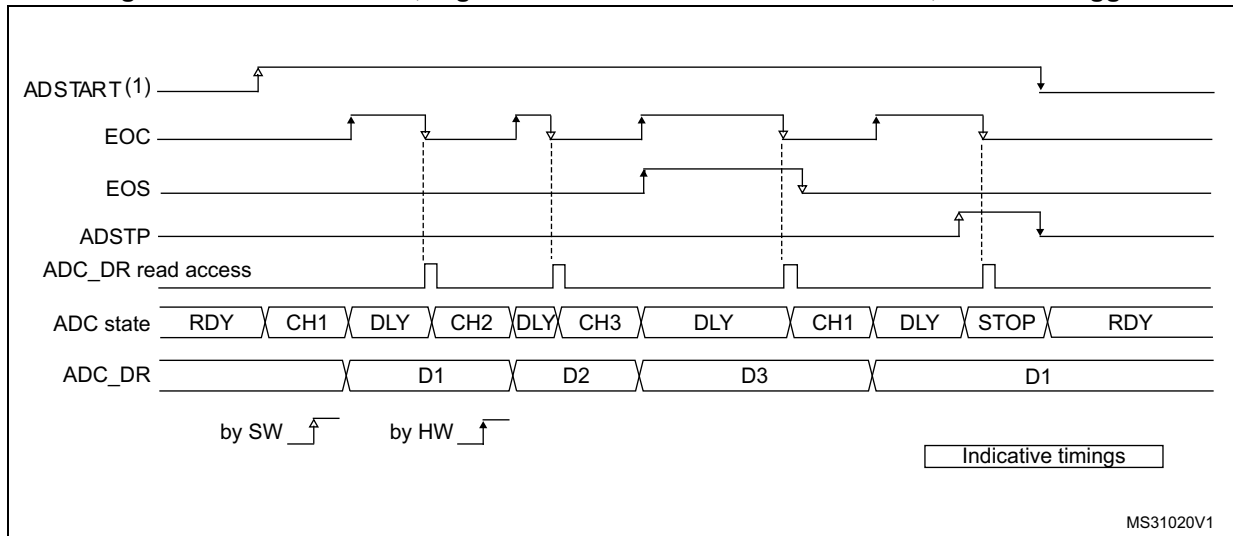 ADSTART(1)
EOC
EOS
ADSTP
ADC_DR read access
ADC state RDY CH1 DLY CH2 DLY CH3 DLY CH1 DLY STOP RDY
ADC_DR D1 D2 D3 D1
by SW by HW
Indicative timings
MS31020V1